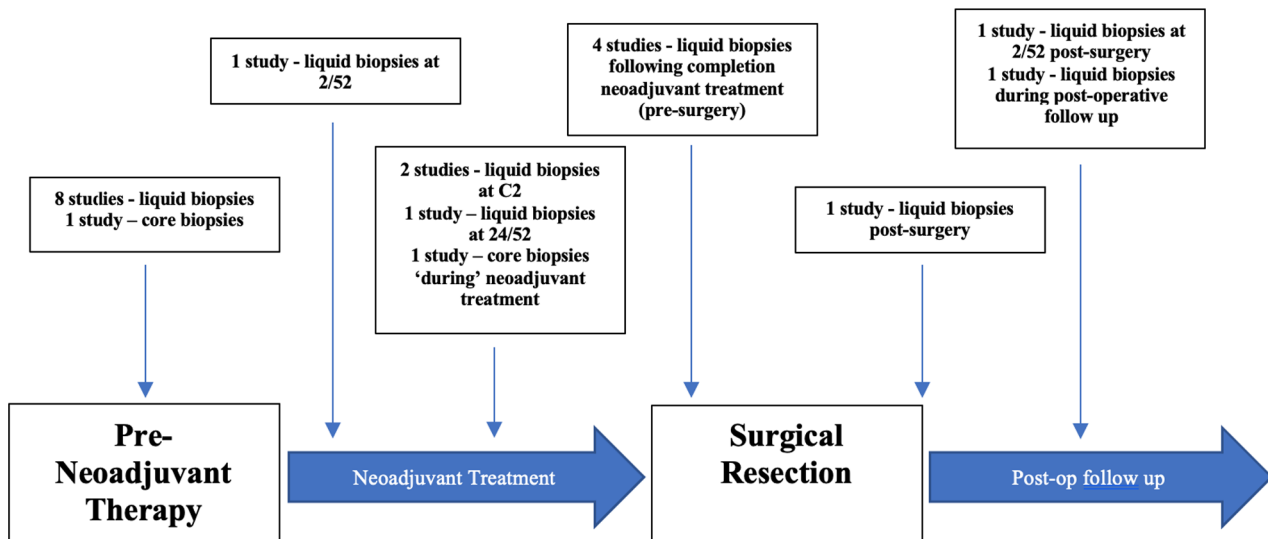 1 study - liquid biopsies at
2/52
4 studies - liquid biopsies
following completion
neoadjuvant treatment
(pre-surgery)
1 study - liquid biopsies at
2/52 post-surgery
1 study - liquid biopsies
during post-operative
follow up
8 studies - liquid biopsies
1 study – core biopsies
2 studies - liquid biopsies
at C2
1 study – liquid biopsies
at 24/52
1 study – core biopsies
‘during’ neoadjuvant
treatment
1 study - liquid biopsies
post-surgery
Pre-
Neoadjuvant
Therapy
Neoadjuvant Treatment
Surgical
Resection
Post-op follow up